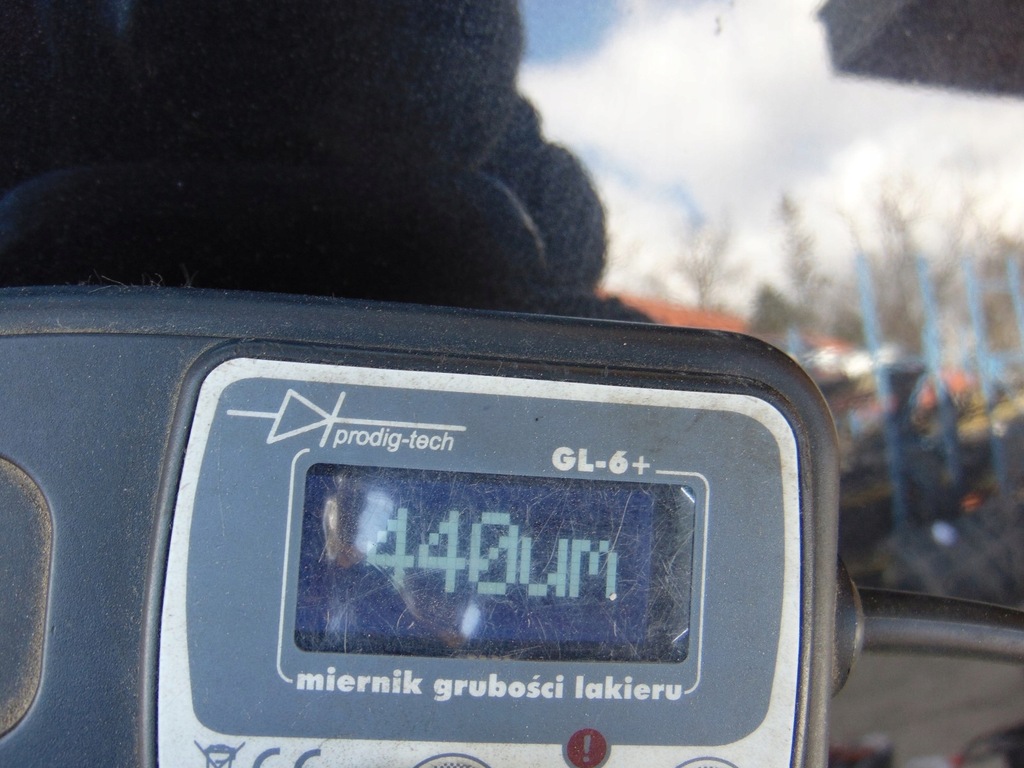 prodig-tech
GL-6+
440um
miernik grubości lakieru